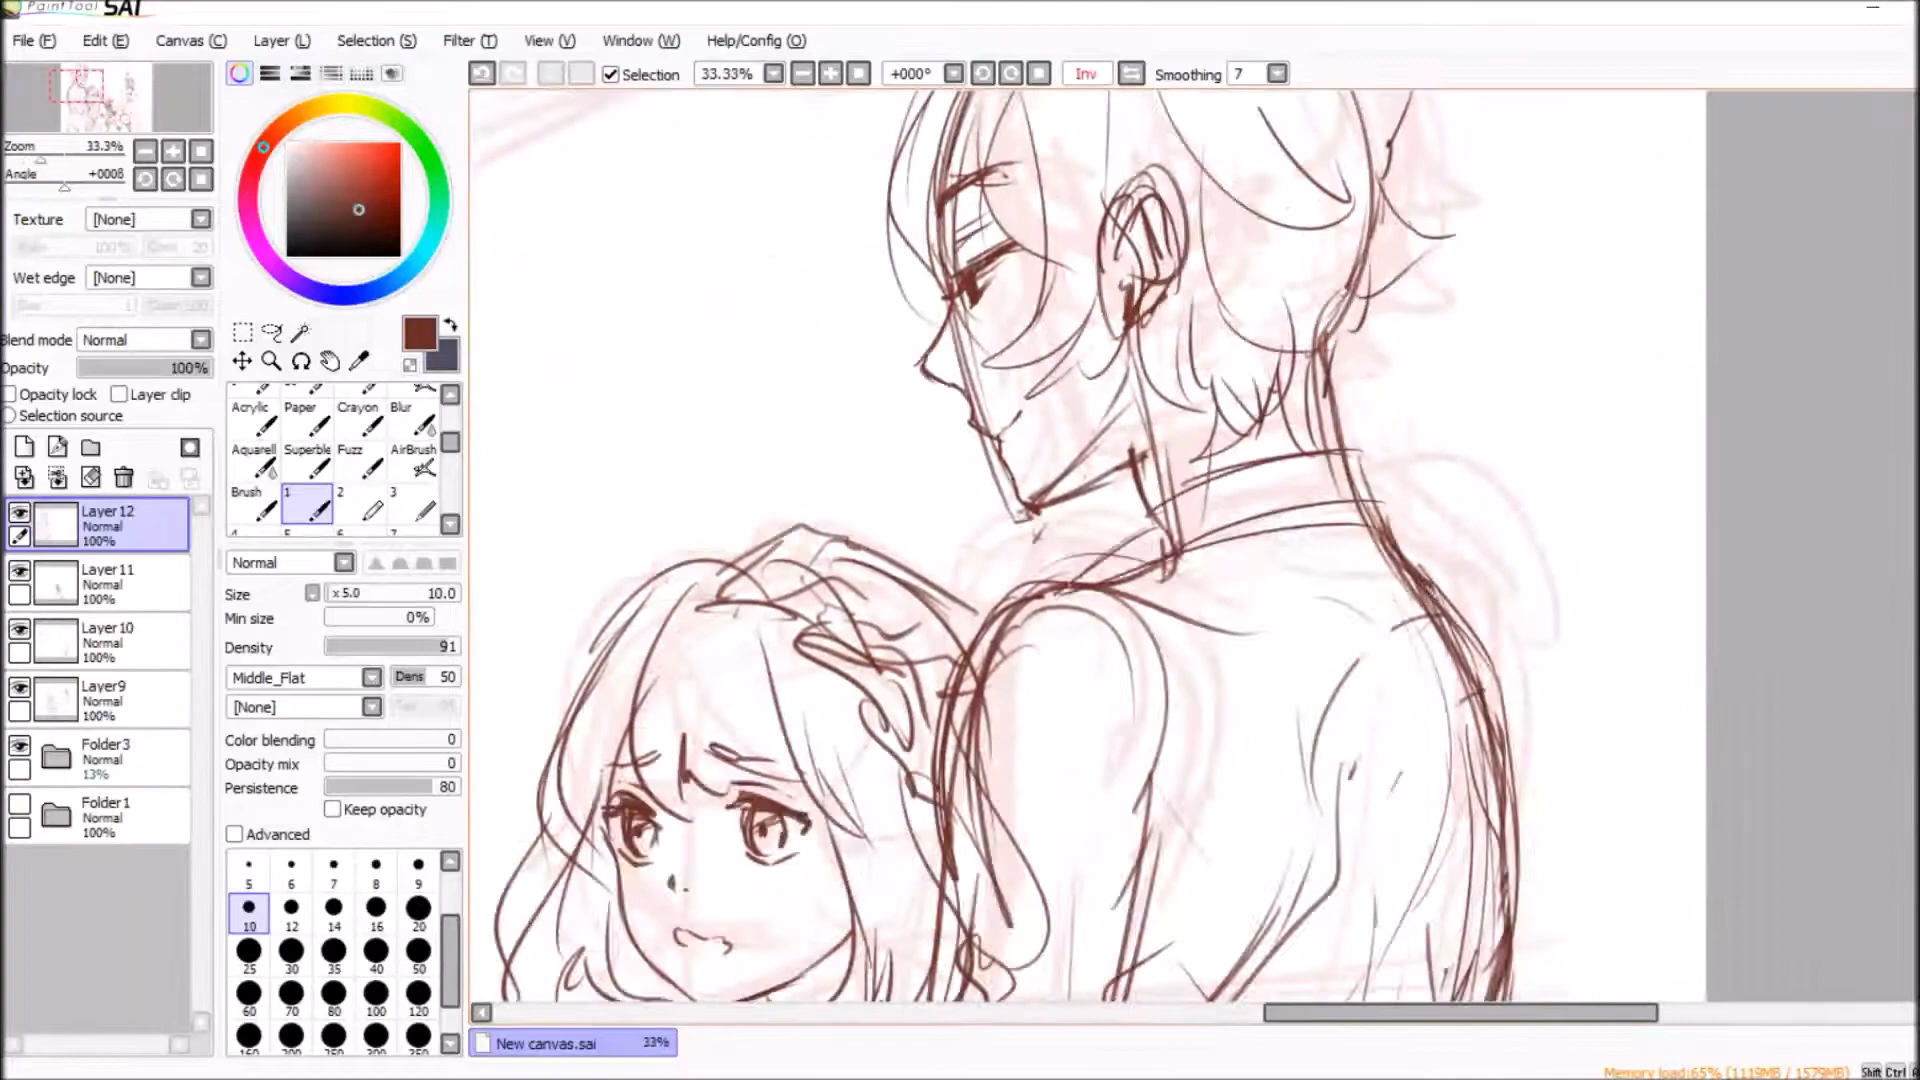 PaintTool SAI
File (F) Edit (E) Canvas (C) Layer (L) Selection (S) Filter (T) View (V) Window (W) Help/Config (O)
Selection 33.33% +000° Inv Smoothing 7
Zoom 33.3%
Angle +000
Texture [None]
100% 20
Wet edge [None]
1 100
Blend mode Normal
Opacity 100%
Opacity lock Layer clip
Selection source
Layer12
Normal
100%
Layer11
Normal
100%
Layer10
Normal
100%
Layer9
Normal
100%
Folder3
Normal
13%
Folder1
Normal
100%
Acrylic Paper Crayon Blur
Aquarell Superble Fuzz AirBrush
Brush 1 2 3
Normal
Size x 5.0 10.0
Min size 0%
Density 91
Middle_Flat Dens 50
[None]
Color blending 0
Opacity mix 0
Persistence 80
Keep opacity
Advanced
5 6 7 8 9
10 12 14 16 20
25 30 35 40 50
60 70 80 100 120
160 200 250 300 350
New canvas.sai 33%
Memory load:65% (1119MB / 1579MB) Shift Ctrl